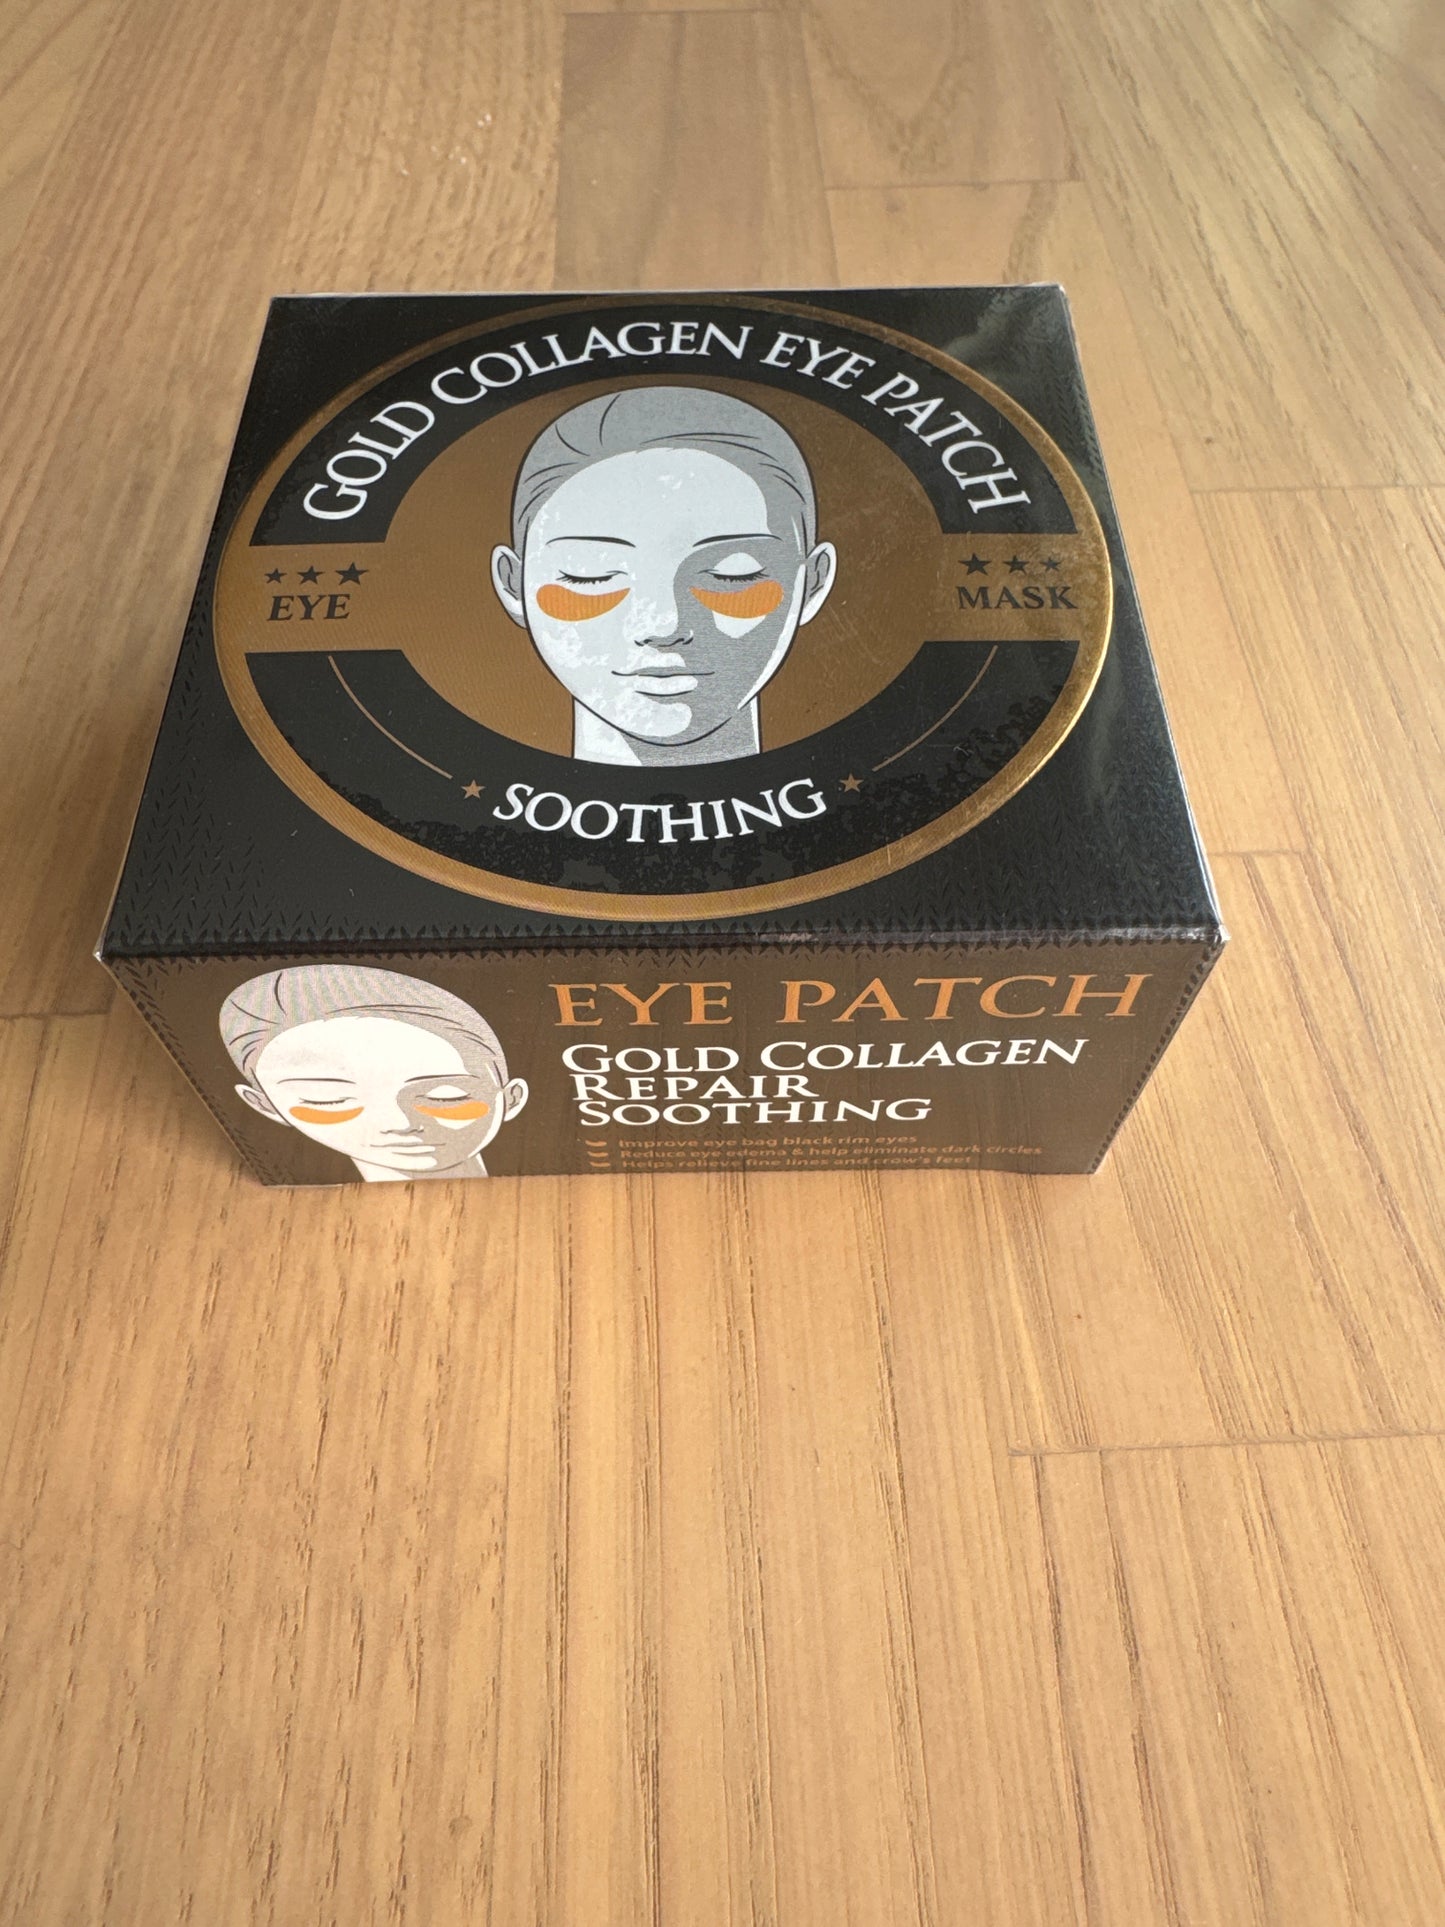 GOLD COLLAGEN EYE PATCH
EYE
MASK
SOOTHING
EYE PATCH
GOLD COLLAGEN
REPAIR
SOOTHING
Improve eye bag black rim eyes
Reduce eye edema & help eliminate dark circles
Helps relieve fine lines and crow's feet